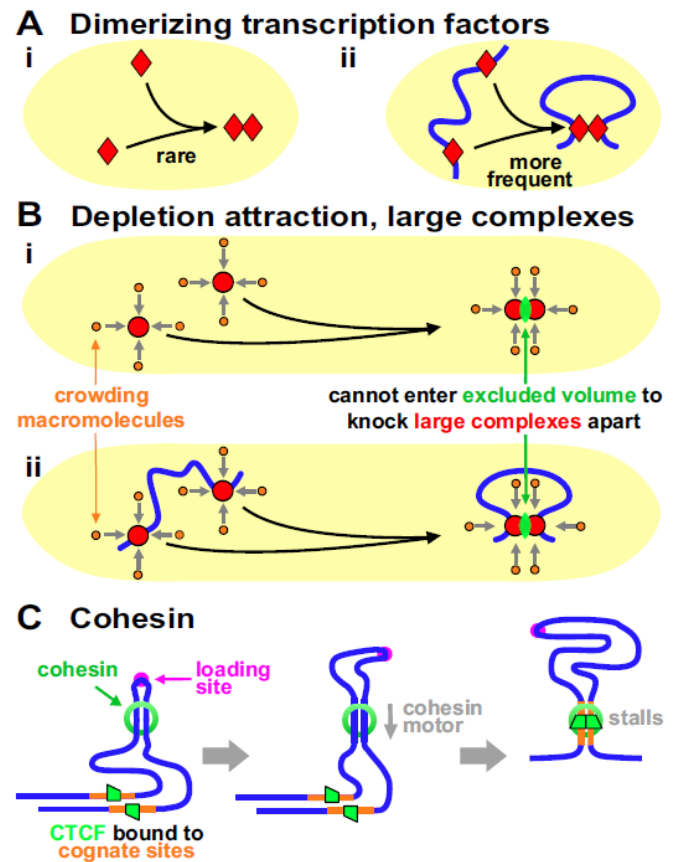 A Dimerizing transcription factors
i
ii
rare
more
frequent
B Depletion attraction, large complexes
i
crowding
macromolecules
cannot enter excluded volume to
knock large complexes apart
ii
C Cohesin
cohesin
loading
site
cohesin
motor
stalls
CTCF bound to
cognate sites